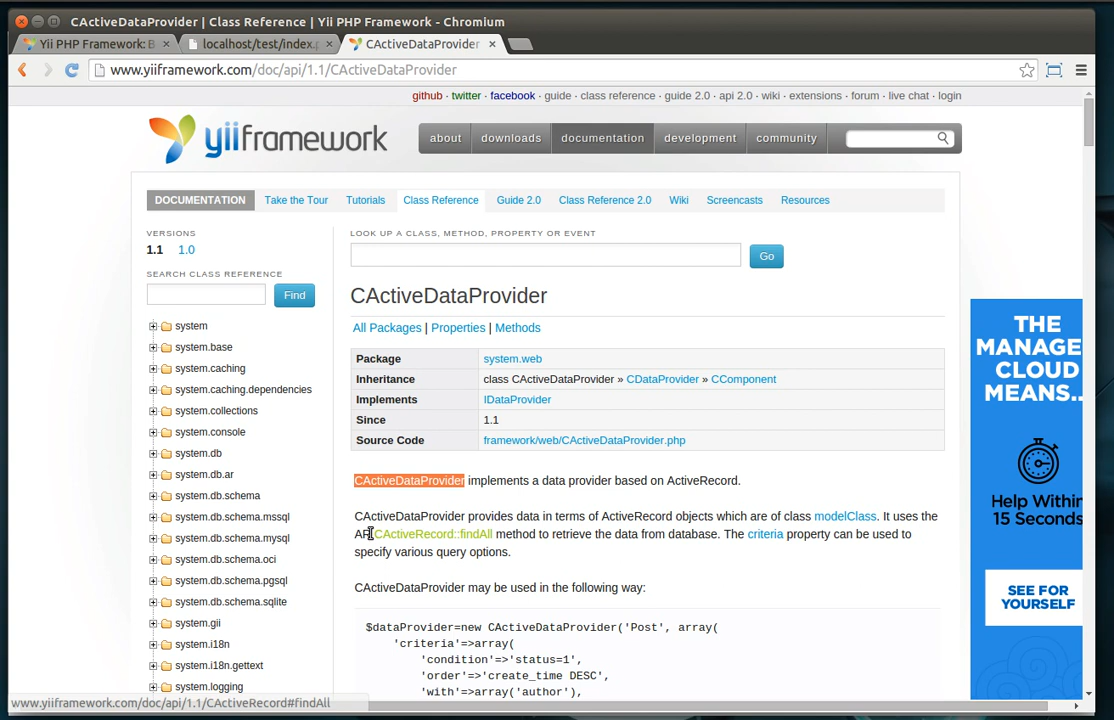 CActiveDataProvider | Class Reference | Yii PHP Framework - Chromium
Yii PHP Framework: B
localhost/test/index.p
CActiveDataProvider
www.yiiframework.com/doc/api/1.1/CActiveDataProvider
github · twitter · facebook · guide · class reference · guide 2.0 · api 2.0 · wiki · extensions · forum · live chat · login
yiiframework
about downloads documentation development community
DOCUMENTATION Take the Tour Tutorials Class Reference Guide 2.0 Class Reference 2.0 Wiki Screencasts Resources
VERSIONS
1.1 1.0
SEARCH CLASS REFERENCE
Find
system
system.base
system.caching
system.caching.dependencies
system.collections
system.console
system.db
system.db.ar
system.db.schema
system.db.schema.mssql
system.db.schema.mysql
system.db.schema.oci
system.db.schema.pgsql
system.db.schema.sqlite
system.gii
system.i18n
system.i18n.gettext
system.logging
LOOK UP A CLASS, METHOD, PROPERTY OR EVENT
Go
CActiveDataProvider
All Packages | Properties | Methods
Package system.web
Inheritance class CActiveDataProvider » CDataProvider » CComponent
Implements IDataProvider
Since 1.1
Source Code framework/web/CActiveDataProvider.php
CActiveDataProvider implements a data provider based on ActiveRecord.
CActiveDataProvider provides data in terms of ActiveRecord objects which are of class modelClass. It uses the
AR CActiveRecord::findAll method to retrieve the data from database. The criteria property can be used to
specify various query options.
CActiveDataProvider may be used in the following way:
$dataProvider=new CActiveDataProvider('Post', array(
'criteria'=>array(
'condition'=>'status=1',
'order'=>'create_time DESC',
'with'=>array('author'),
THE
MANAGE
CLOUD
MEANS...
Help Within
15 Seconds
SEE FOR
YOURSELF
www.yiiframework.com/doc/api/1.1/CActiveRecord#findAll